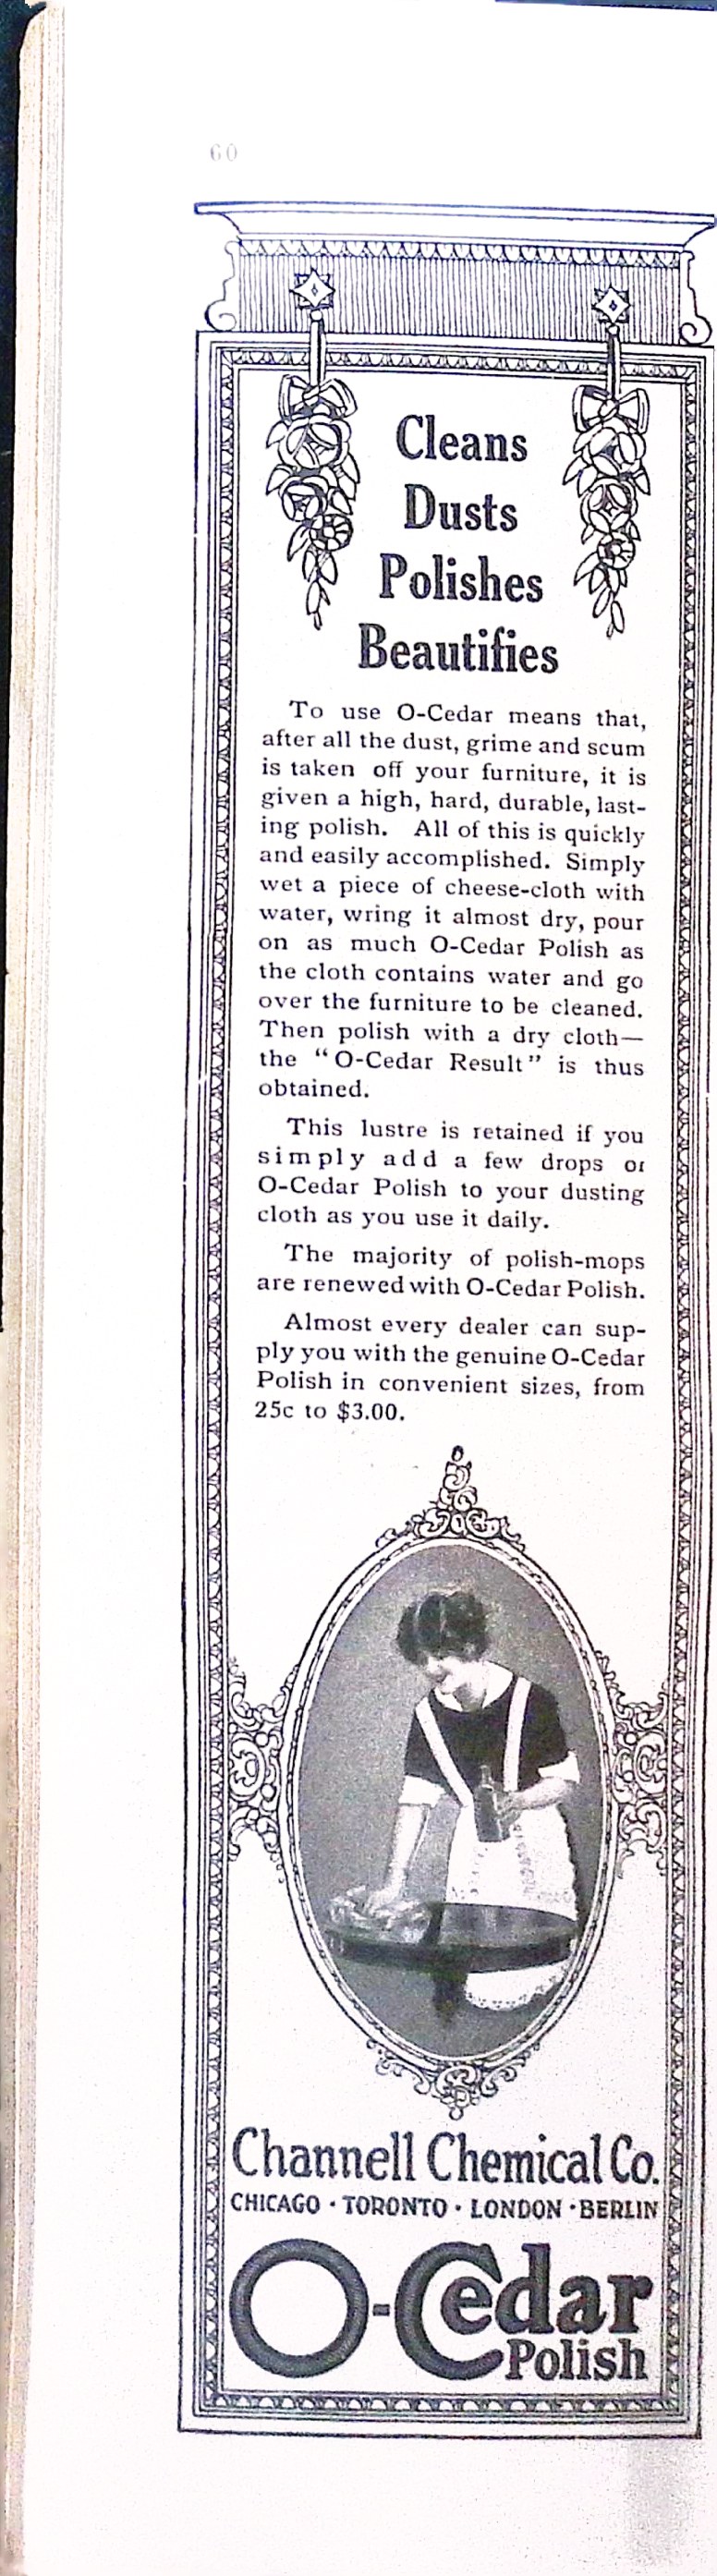 60
Cleans
Dusts
Polishes
Beautifies
To use O-Cedar means that,
after all the dust, grime and scum
is taken off your furniture, it is
given a high, hard, durable, last-
ing polish. All of this is quickly
and easily accomplished. Simply
wet a piece of cheese-cloth with
water, wring it almost dry, pour
on as much O-Cedar Polish as
the cloth contains water and go
over the furniture to be cleaned.
Then polish with a dry cloth—
the “O-Cedar Result” is thus
obtained.
This lustre is retained if you
simply add a few drops of
O-Cedar Polish to your dusting
cloth as you use it daily.
The majority of polish-mops
are renewed with O-Cedar Polish.
Almost every dealer can sup-
ply you with the genuine O-Cedar
Polish in convenient sizes, from
25c to $3.00.
Channell Chemical Co.
CHICAGO · TORONTO · LONDON · BERLIN
O-Cedar
Polish